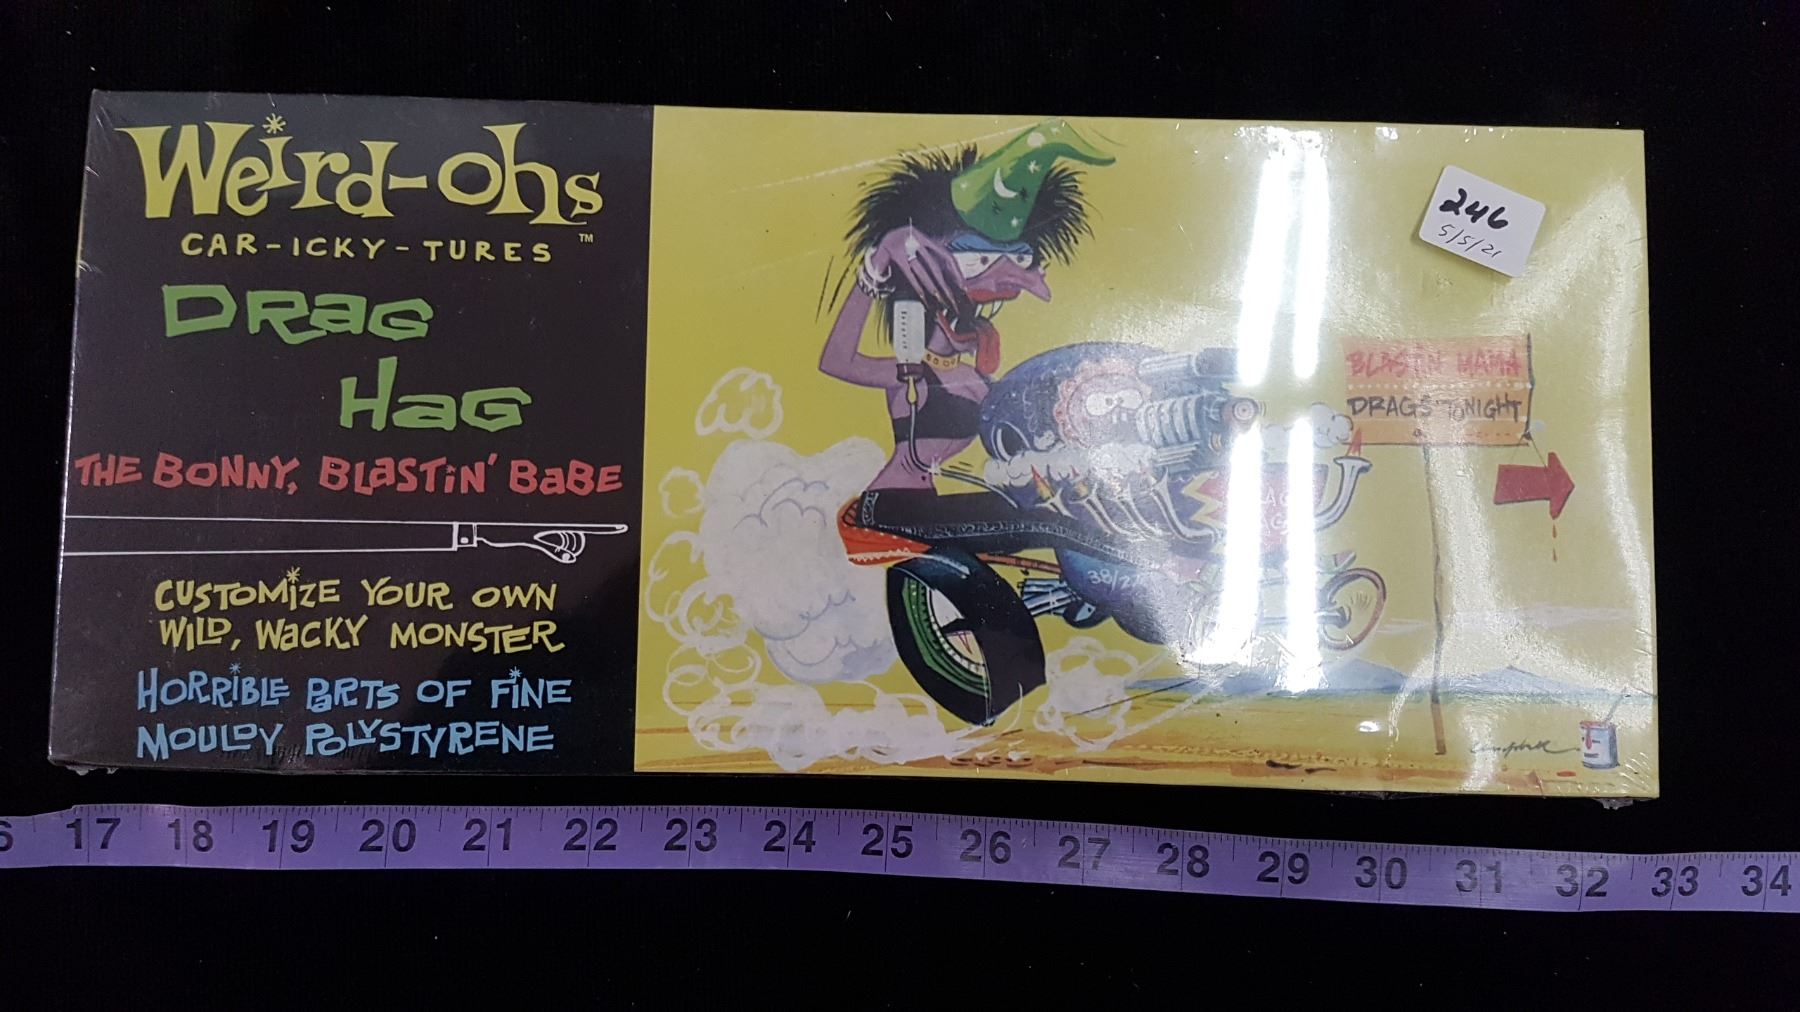 Weird-ohs
CAR-ICKY-TURES™
DRAG
HAG
THE BONNY, BLASTIN' BABE
CUSTOMIZE YOUR OWN
WILD, WACKY MONSTER
HORRIBLE PARTS OF FINE
MOULDY POLYSTYRENE
246
5/5/21
BLASTIN MAMA
DRAGS TONIGHT
Campbell
17 18 19 20 21 22 23 24 25 26 27 28 29 30 31 32 33 34